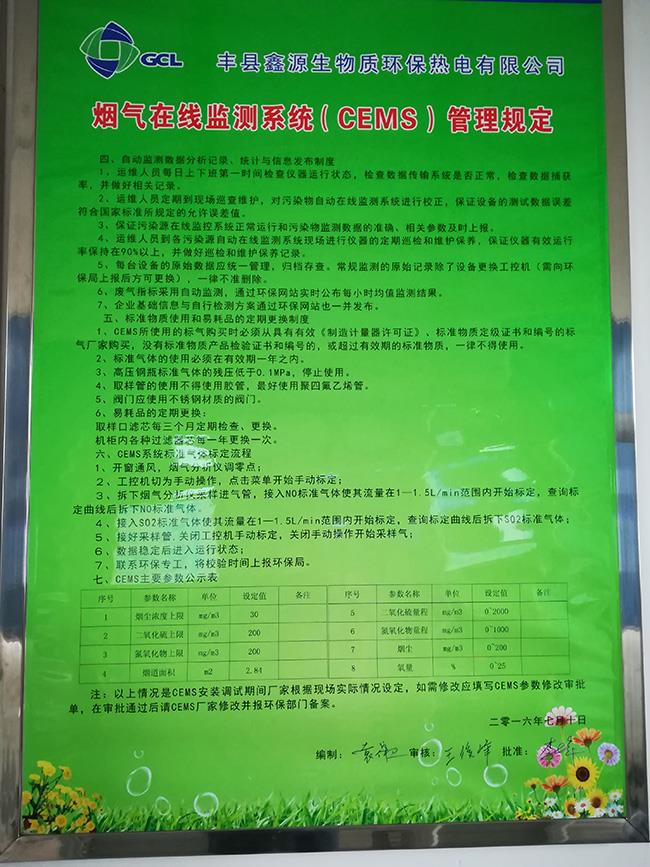 GCL 丰县鑫源生物质环保热电有限公司
烟气在线监测系统（CEMS）管理规定
四、自动监测数据分析记录、统计与信息发布制度
1、运维人员每日上下班第一时间检查仪器运行状态，检查数据传输系统是否正常，检查数据捕获
率，并做好相关记录。
2、运维人员定期到现场巡查维护，对污染物自动在线监测系统进行校正，保证设备的测试数据误差
符合国家标准所规定的允许误差值。
3、保证污染源在线监控系统正常运行和污染物监测数据的准确、相关参数及时上报。
4、运维人员到各污染源自动在线监测系统现场进行仪器的定期巡检和维护保养，保证仪器有效运行
率保持在90%以上，并做好巡检和维护保养记录。
5、每台设备的原始数据应统一管理，归档存查。常规监测的原始记录除了设备更换工控机（需向环
保局上报后方可更换），一律不准删除。
6、废气指标采用自动监测，通过环保网站实时公布每小时均值监测结果。
7、企业基础信息与自行检测方案通过环保网站也一并发布。
五、标准物质使用和易耗品的定期更换制度
1、CEMS所使用的标气购买时必须从具有有效《制造计量器许可证》、标准物质定级证书和编号的标
气厂家购买，没有标准物质产品检验证书和编号的，或超过有效期的标准物质，一律不得使用。
2、标准气体的使用必须在有效期一年之内。
3、高压钢瓶标准气体的残压低于0.1MPa，停止使用。
4、取样管的使用不得使用胶管，最好使用聚四氟乙烯管。
5、阀门应使用不锈钢材质的阀门。
6、易耗品的定期更换：
取样口滤芯每三个月定期检查、更换。
机柜内各种过滤器芯每一年更换一次。
六、CEMS系统标准气体标定流程
1、开窗通风，烟气分析仪调零点；
2、工控机切为手动操作，点击菜单开始手动标定；
3、拆下烟气分析仪采样进气管，接入NO标准气体使其流量在1—1.5L/min范围内开始标定，查询标
定曲线后拆下NO标准气体。
4、接入SO2标准气体使其流量在1—1.5L/min范围内开始标定，查询标定曲线后拆下SO2标准气体；
5、接好采样管，关闭工控机手动标定，关闭手动操作开始采样气；
6、数据稳定后进入运行状态；
7、联系环保专工，将校验时间上报环保局。
七、CEMS主要参数公示表
序号 参数名称 单位 设定值 备注 序号 参数名称 单位 设定值 备注
1 烟尘浓度上限 mg/m3 30 5 二氧化硫量程 mg/m3 0~2000
2 二氧化硫上限 mg/m3 200 6 氮氧化物量程 mg/m3 0~1000
3 氮氧化物上限 mg/m3 200 7 烟尘 mg/m3 0~200
4 烟道面积 m2 2.84 8 氧量 % 0~25
注：以上情况是CEMS安装调试期间厂家根据现场实际情况设定，如需修改应填写CEMS参数修改审批
单，在审批通过后请CEMS厂家修改并报环保部门备案。
二零一六年七月十日
编制： 审核： 批准：